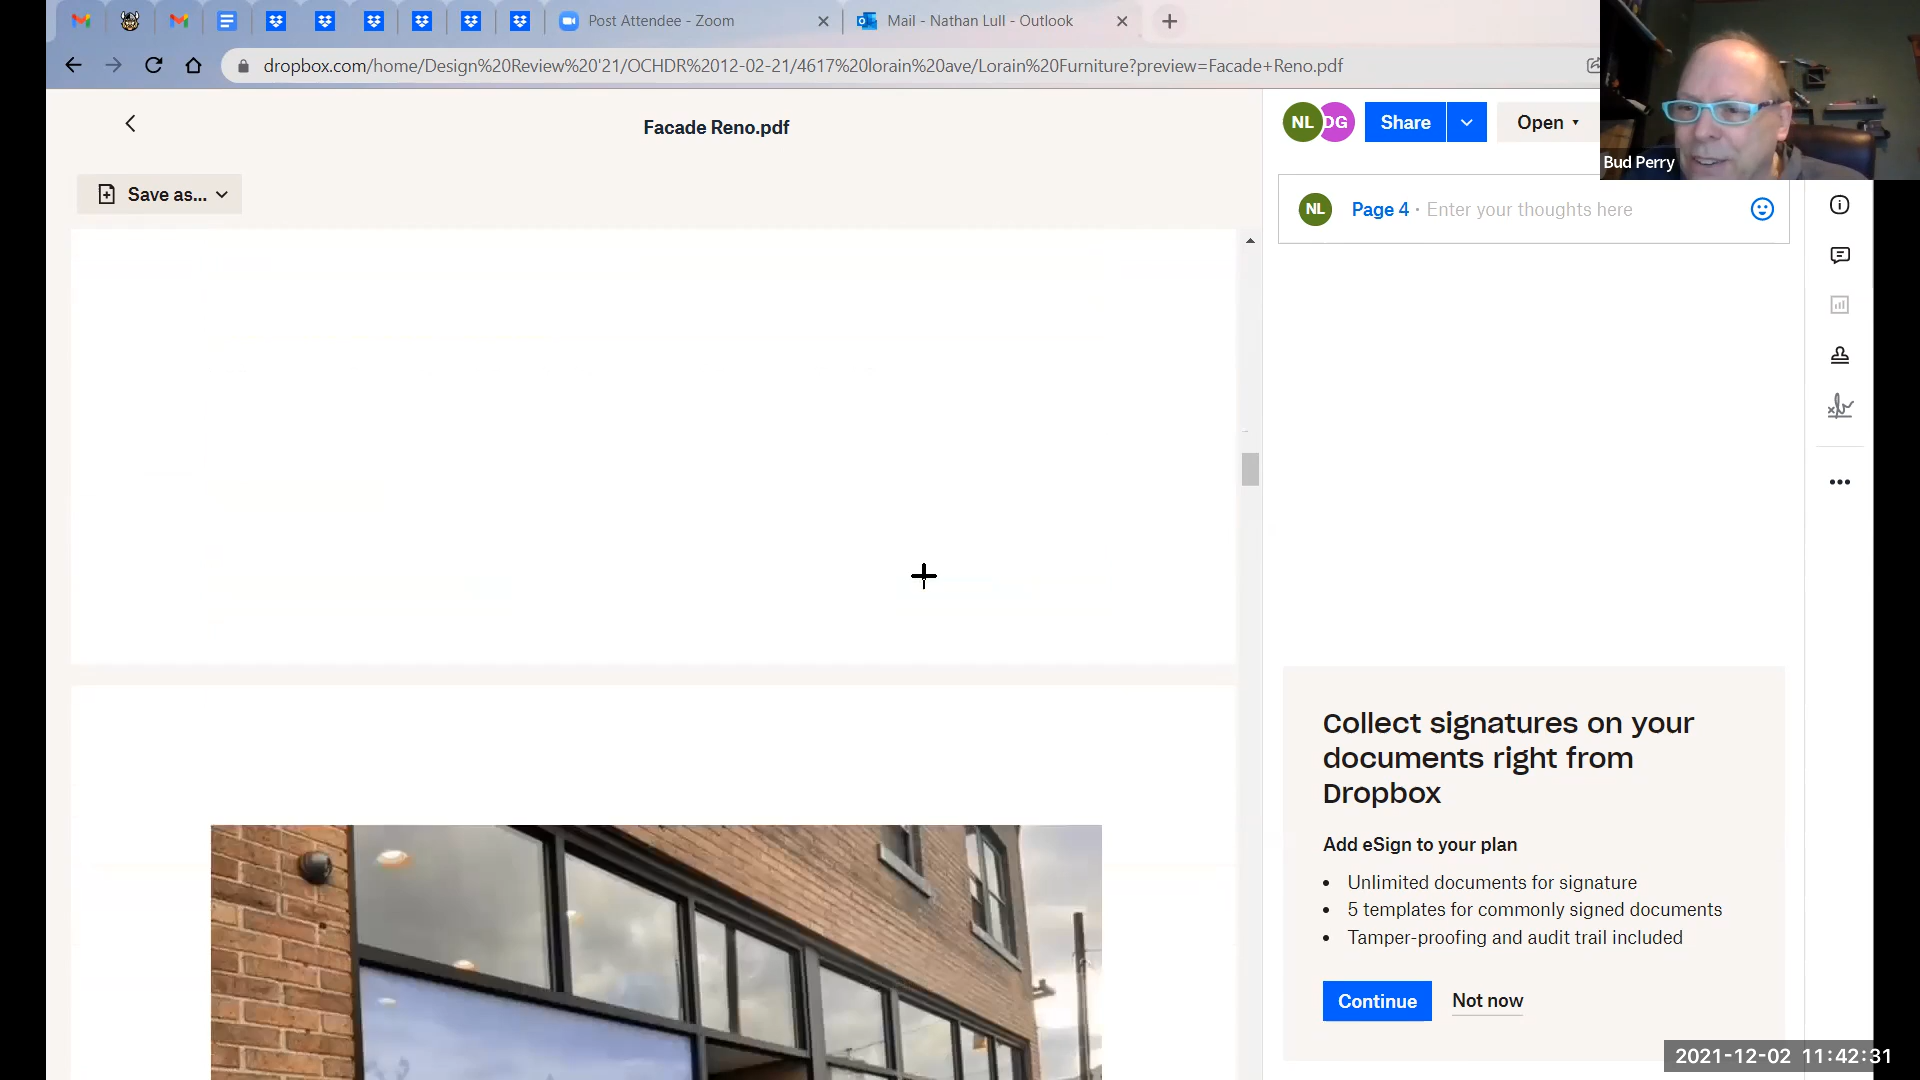 Post Attendee - Zoom
Mail - Nathan Lull - Outlook
dropbox.com/home/Design%20Review%20'21/OCHDR%2012-02-21/4617%20lorain%20ave/Lorain%20Furniture?preview=Facade+Reno.pdf
Facade Reno.pdf
NL
DG
Share
Open
Bud Perry
Save as...
NL
Page 4 · Enter your thoughts here
Collect signatures on your
documents right from
Dropbox
Add eSign to your plan
• Unlimited documents for signature
• 5 templates for commonly signed documents
• Tamper-proofing and audit trail included
Continue
Not now
2021-12-02 11:42:31